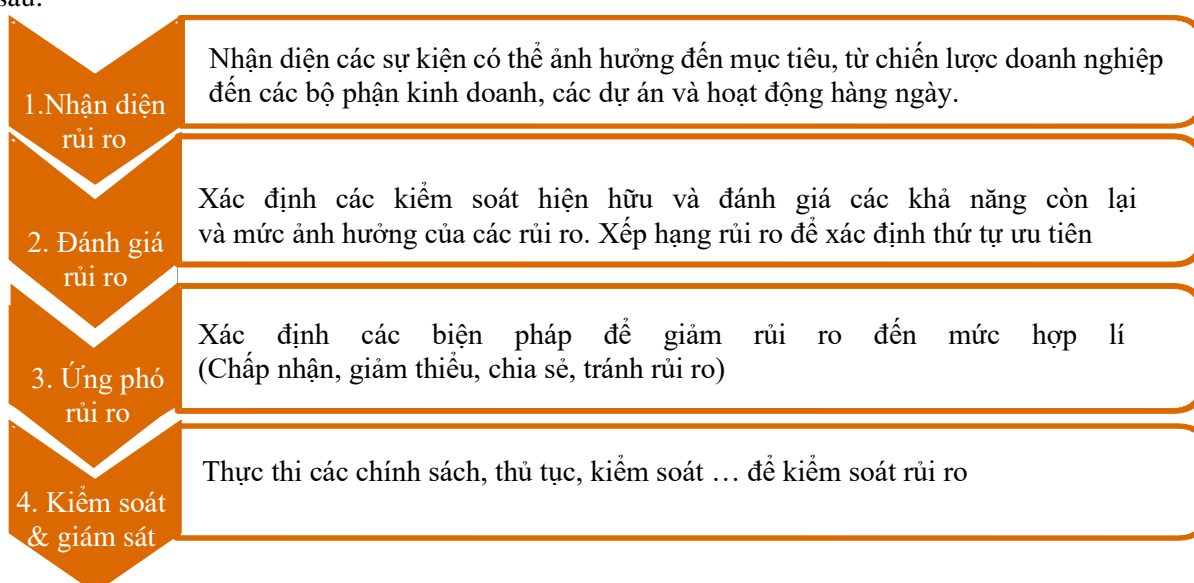 sau:
1.Nhận diện
rủi ro
Nhận diện các sự kiện có thể ảnh hưởng đến mục tiêu, từ chiến lược doanh nghiệp
đến các bộ phận kinh doanh, các dự án và hoạt động hàng ngày.
2. Đánh giá
rủi ro
Xác định các kiểm soát hiện hữu và đánh giá các khả năng còn lại
và mức ảnh hưởng của các rủi ro. Xếp hạng rủi ro để xác định thứ tự ưu tiên
3. Ứng phó
rủi ro
Xác định các biện pháp để giảm rủi ro đến mức hợp lí
(Chấp nhận, giảm thiểu, chia sẻ, tránh rủi ro)
4. Kiểm soát
& giám sát
Thực thi các chính sách, thủ tục, kiểm soát … để kiểm soát rủi ro